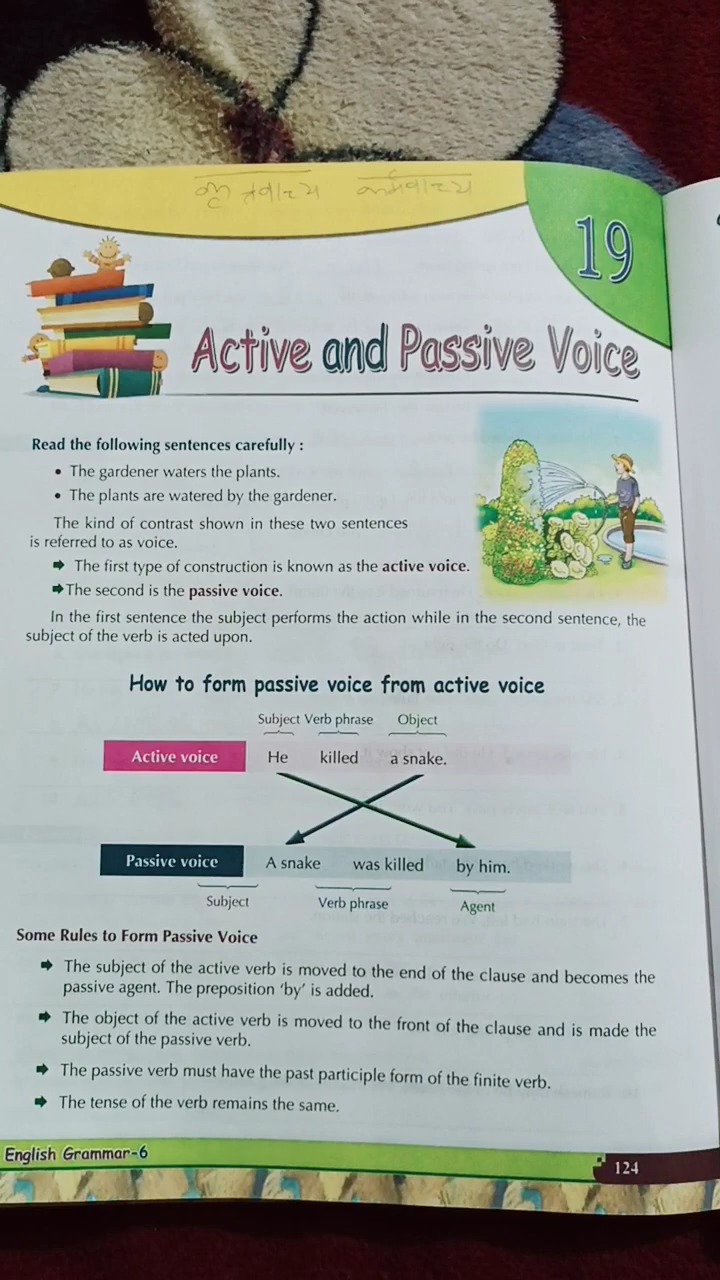 कर्तृवाच्य कर्मवाच्य
19
Active and Passive Voice
Read the following sentences carefully :
• The gardener waters the plants.
• The plants are watered by the gardener.
The kind of contrast shown in these two sentences
is referred to as voice.
➡ The first type of construction is known as the active voice.
➡The second is the passive voice.
In the first sentence the subject performs the action while in the second sentence, the
subject of the verb is acted upon.
How to form passive voice from active voice
Subject Verb phrase Object
Active voice He killed a snake.
Passive voice A snake was killed by him.
Subject Verb phrase Agent
Some Rules to Form Passive Voice
➡ The subject of the active verb is moved to the end of the clause and becomes the
passive agent. The preposition ‘by’ is added.
➡ The object of the active verb is moved to the front of the clause and is made the
subject of the passive verb.
➡ The passive verb must have the past participle form of the finite verb.
➡ The tense of the verb remains the same.
English Grammar-6
124